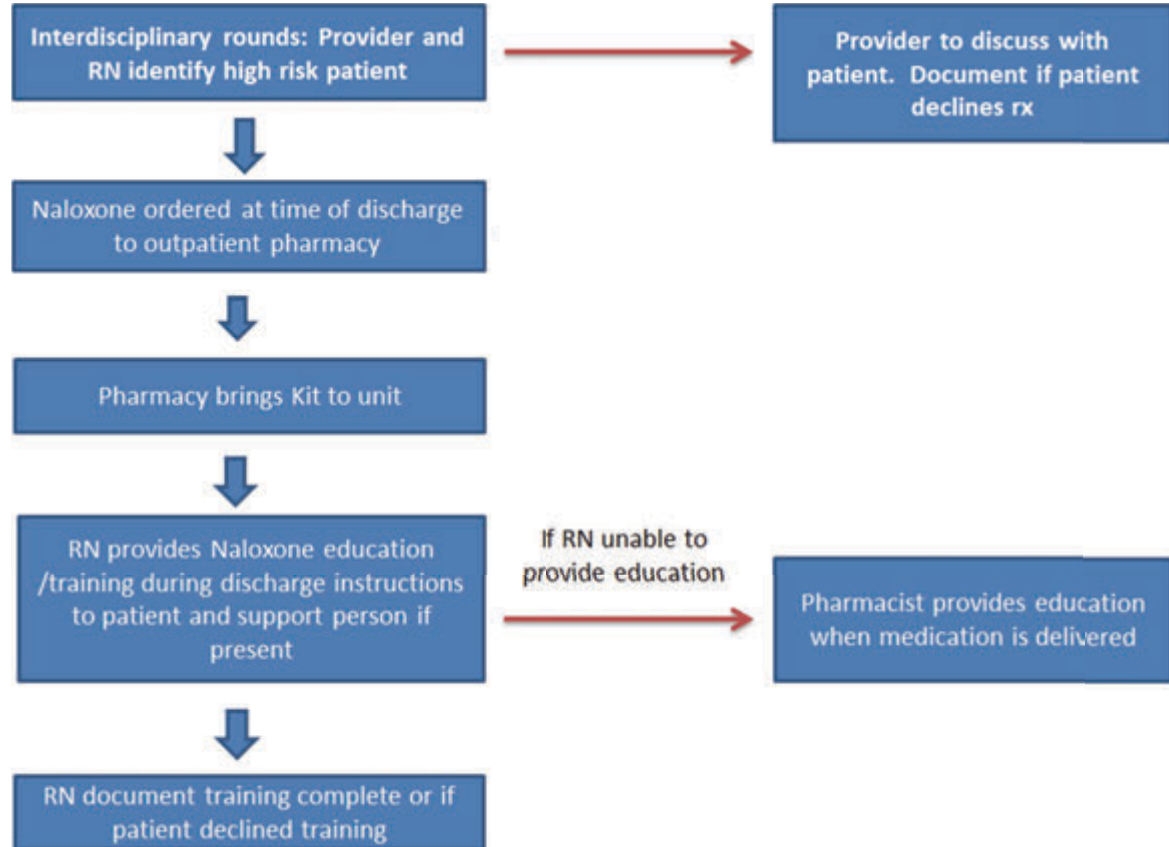 Interdisciplinary rounds: Provider and
RN identify high risk patient
Provider to discuss with
patient. Document if patient
declines rx
Naloxone ordered at time of discharge
to outpatient pharmacy
Pharmacy brings Kit to unit
RN provides Naloxone education
/training during discharge instructions
to patient and support person if
present
If RN unable to
provide education
Pharmacist provides education
when medication is delivered
RN document training complete or if
patient declined training